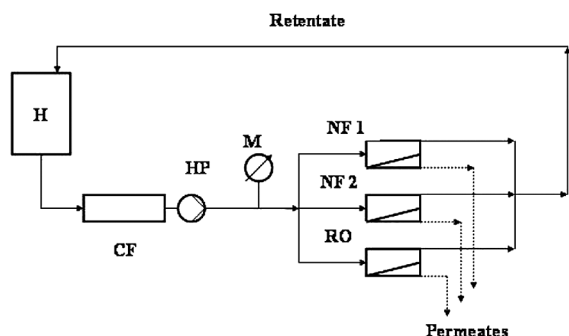 Retentate
H
NF 1
M
HP
NF 2
RO
CF
Permeates